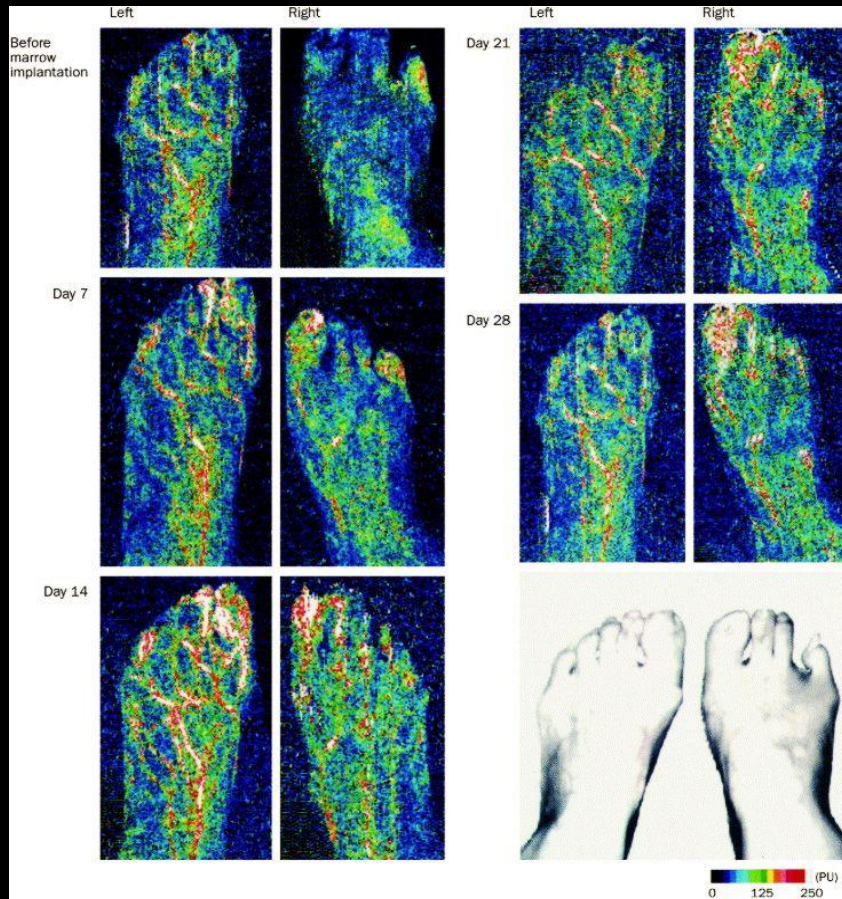 Left
Right
Before
marrow
implantation
Day 7
Day 14
Left
Right
Day 21
Day 28
(PU)
0 125 250